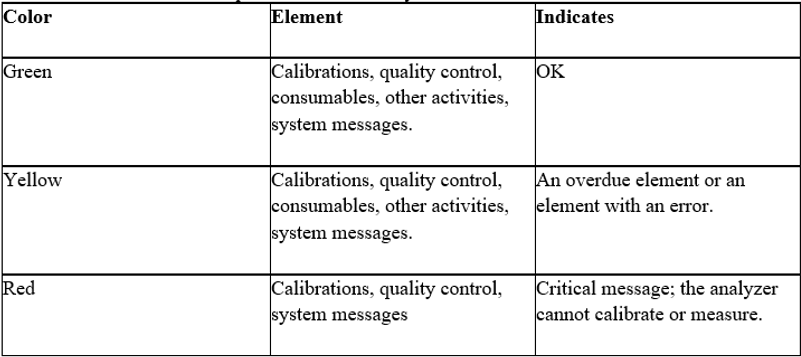 Color Element Indicates
Green Calibrations, quality control, OK
consumables, other activities,
system messages.
Yellow Calibrations, quality control, An overdue element or an
consumables, other activities, element with an error.
system messages.
Red Calibrations, quality control, Critical message; the analyzer
system messages cannot calibrate or measure.